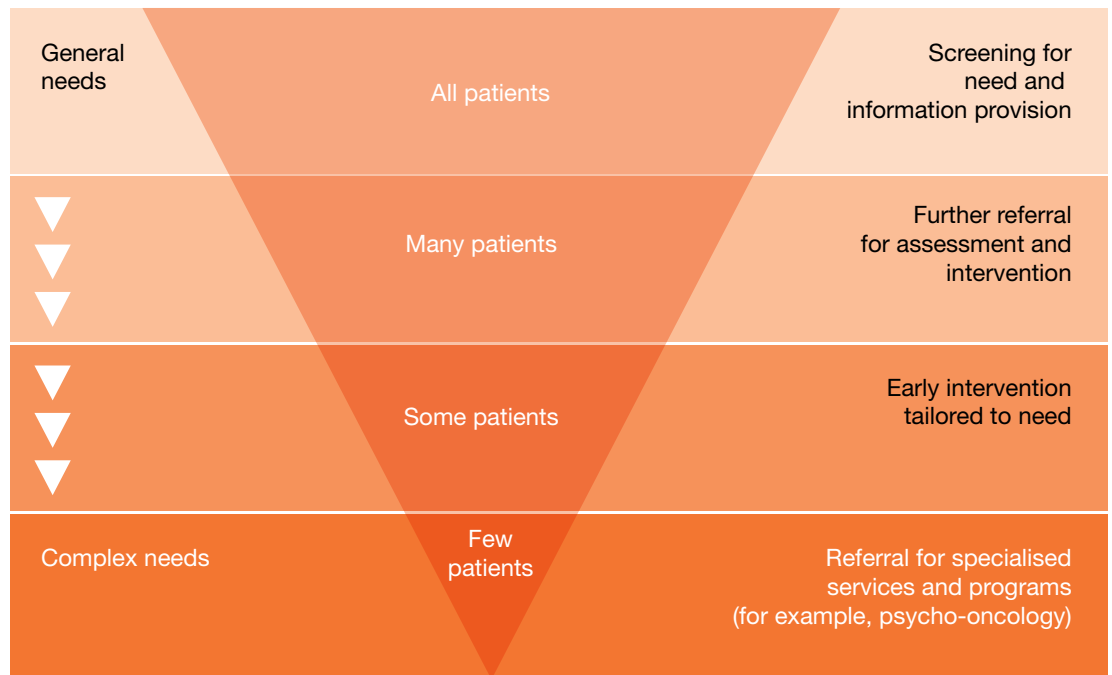 General
needs
All patients
Screening for
need and
information provision
Many patients
Further referral
for assessment and
intervention
Some patients
Early intervention
tailored to need
Complex needs
Few
patients
Referral for specialised
services and programs
(for example, psycho-oncology)